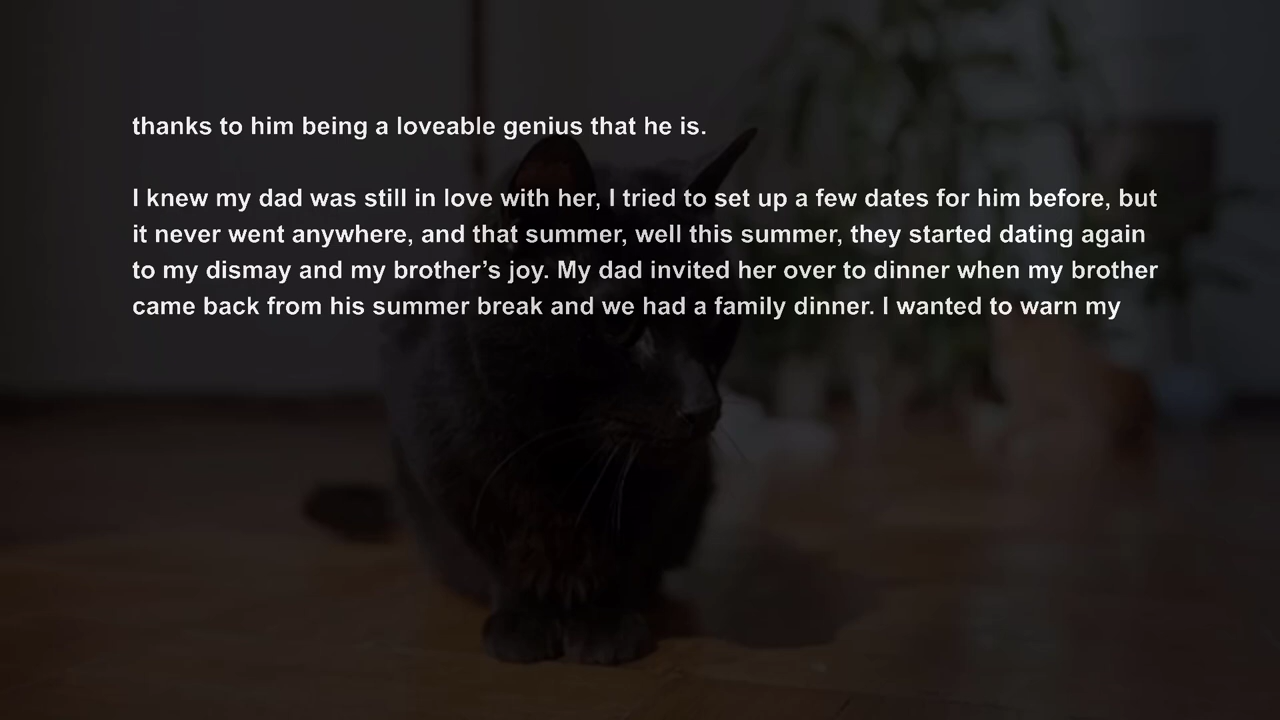 thanks to him being a loveable genius that he is.
I knew my dad was still in love with her, I tried to set up a few dates for him before, but
it never went anywhere, and that summer, well this summer, they started dating again
to my dismay and my brother’s joy. My dad invited her over to dinner when my brother
came back from his summer break and we had a family dinner. I wanted to warn my